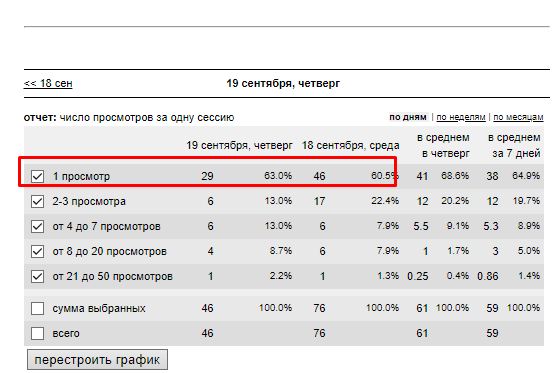 << 18 сен 19 сентября, четверг
отчет: число просмотров за одну сессию по дням | по неделям | по месяцам
19 сентября, четверг 18 сентября, среда в среднем в четверг в среднем за 7 дней
1 просмотр 29 63.0% 46 60.5% 41 68.6% 38 64.9%
2-3 просмотра 6 13.0% 17 22.4% 12 20.2% 12 19.7%
от 4 до 7 просмотров 6 13.0% 6 7.9% 5.5 9.1% 5.3 8.9%
от 8 до 20 просмотров 4 8.7% 6 7.9% 1 1.7% 3 5.0%
от 21 до 50 просмотров 1 2.2% 1 1.3% 0.25 0.4% 0.86 1.4%
сумма выбранных 46 100.0% 76 100.0% 61 100.0% 59 100.0%
всего 46 76 61 59
перестроить график